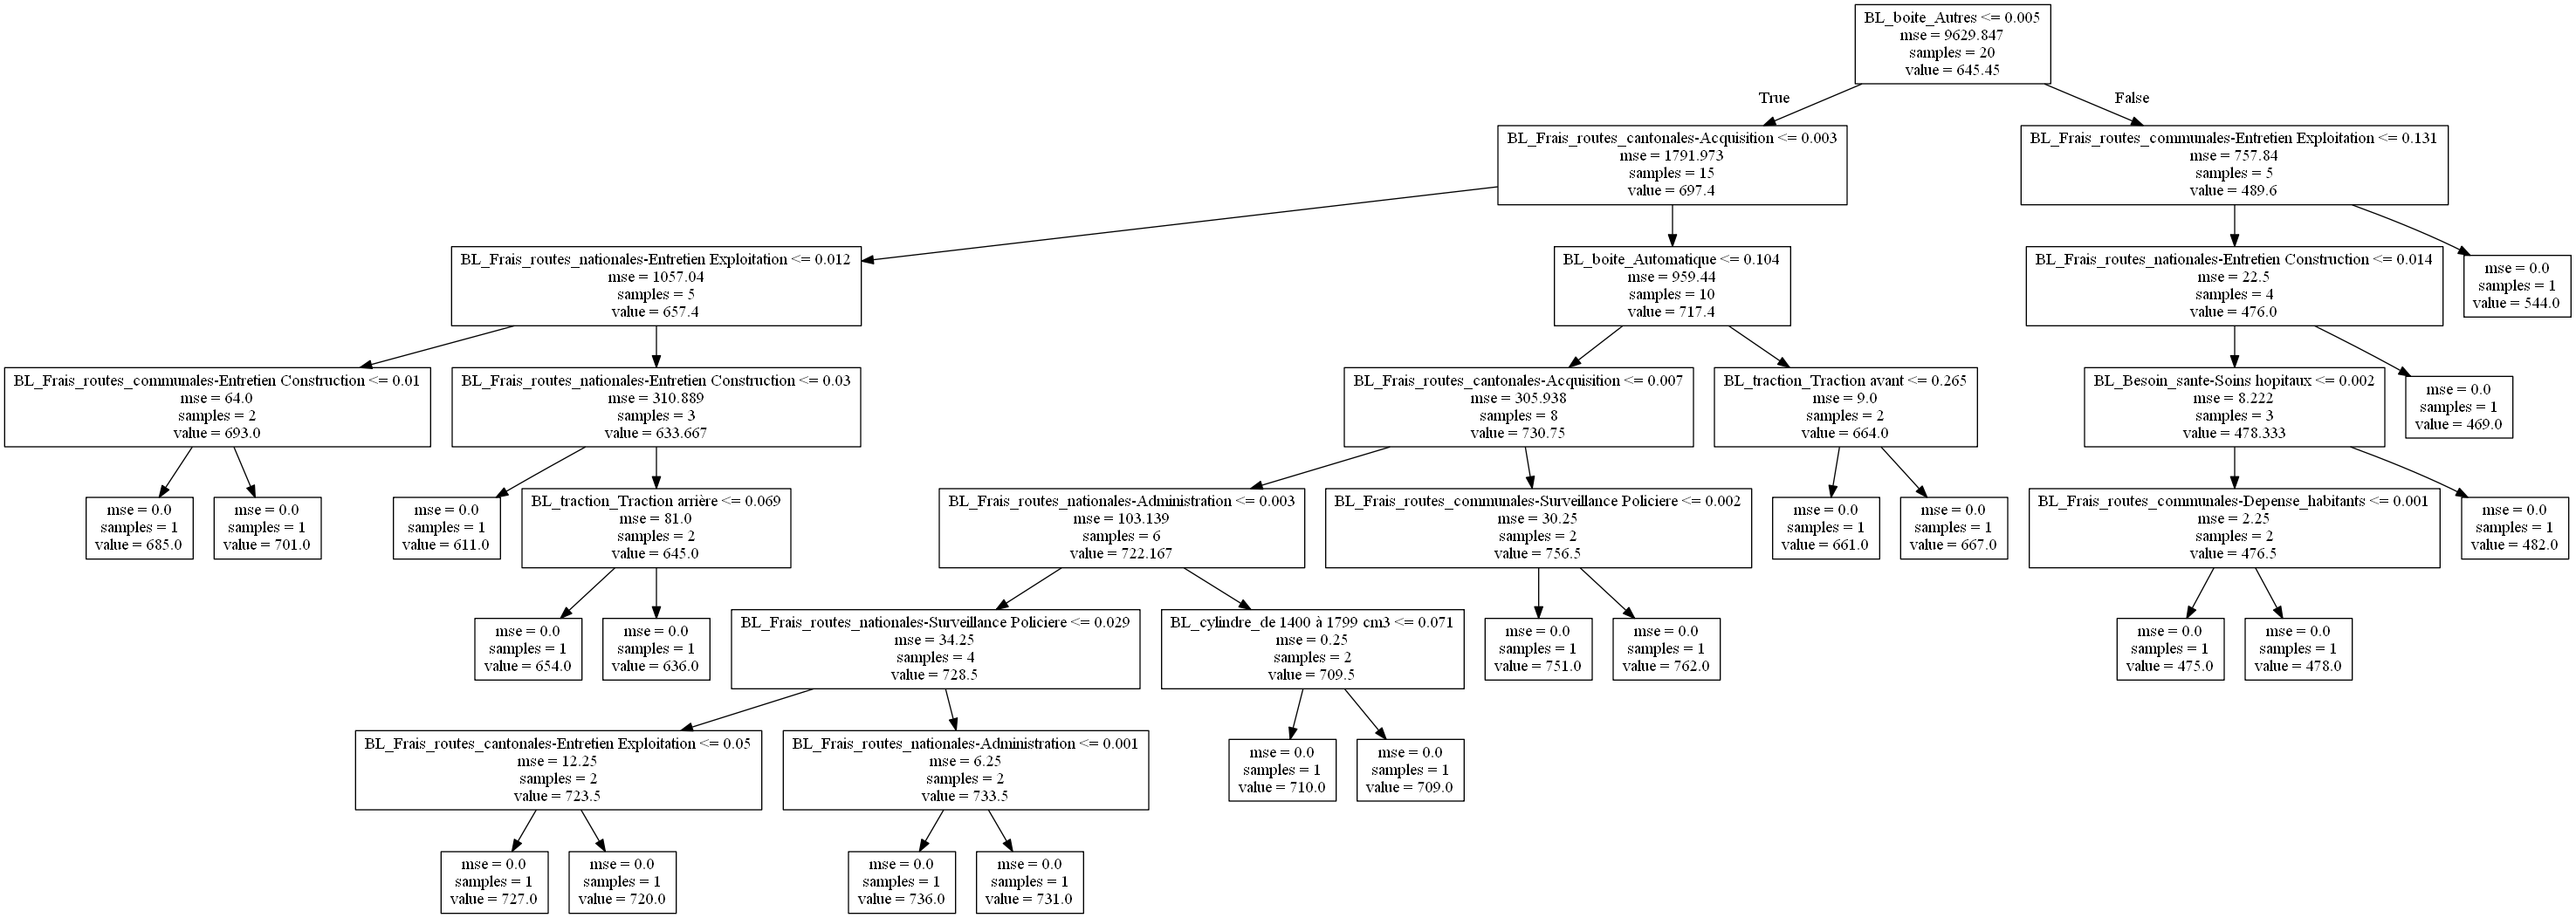 BL_boite_Autres <= 0.005
mse = 9629.847
samples = 20
value = 645.45
True
False
BL_Frais_routes_cantonales-Acquisition <= 0.003
mse = 1791.973
samples = 15
value = 697.4
BL_Frais_routes_communales-Entretien Exploitation <= 0.131
mse = 757.84
samples = 5
value = 489.6
BL_Frais_routes_nationales-Entretien Exploitation <= 0.012
mse = 1057.04
samples = 5
value = 657.4
BL_boite_Automatique <= 0.104
mse = 959.44
samples = 10
value = 717.4
BL_Frais_routes_nationales-Entretien Construction <= 0.014
mse = 22.5
samples = 4
value = 476.0
mse = 0.0
samples = 1
value = 544.0
BL_Frais_routes_communales-Entretien Construction <= 0.01
mse = 64.0
samples = 2
value = 693.0
BL_Frais_routes_nationales-Entretien Construction <= 0.03
mse = 310.889
samples = 3
value = 633.667
BL_Frais_routes_cantonales-Acquisition <= 0.007
mse = 305.938
samples = 8
value = 730.75
BL_traction_Traction avant <= 0.265
mse = 9.0
samples = 2
value = 664.0
BL_Besoin_sante-Soins hopitaux <= 0.002
mse = 8.222
samples = 3
value = 478.333
mse = 0.0
samples = 1
value = 469.0
mse = 0.0
samples = 1
value = 685.0
mse = 0.0
samples = 1
value = 701.0
mse = 0.0
samples = 1
value = 611.0
BL_traction_Traction arrière <= 0.069
mse = 81.0
samples = 2
value = 645.0
BL_Frais_routes_nationales-Administration <= 0.003
mse = 103.139
samples = 6
value = 722.167
BL_Frais_routes_communales-Surveillance Policiere <= 0.002
mse = 30.25
samples = 2
value = 756.5
mse = 0.0
samples = 1
value = 661.0
mse = 0.0
samples = 1
value = 667.0
BL_Frais_routes_communales-Depense_habitants <= 0.001
mse = 2.25
samples = 2
value = 476.5
mse = 0.0
samples = 1
value = 482.0
mse = 0.0
samples = 1
value = 654.0
mse = 0.0
samples = 1
value = 636.0
BL_Frais_routes_nationales-Surveillance Policiere <= 0.029
mse = 34.25
samples = 4
value = 728.5
BL_cylindre_de 1400 à 1799 cm3 <= 0.071
mse = 0.25
samples = 2
value = 709.5
mse = 0.0
samples = 1
value = 751.0
mse = 0.0
samples = 1
value = 762.0
mse = 0.0
samples = 1
value = 475.0
mse = 0.0
samples = 1
value = 478.0
BL_Frais_routes_cantonales-Entretien Exploitation <= 0.05
mse = 12.25
samples = 2
value = 723.5
BL_Frais_routes_nationales-Administration <= 0.001
mse = 6.25
samples = 2
value = 733.5
mse = 0.0
samples = 1
value = 710.0
mse = 0.0
samples = 1
value = 709.0
mse = 0.0
samples = 1
value = 727.0
mse = 0.0
samples = 1
value = 720.0
mse = 0.0
samples = 1
value = 736.0
mse = 0.0
samples = 1
value = 731.0